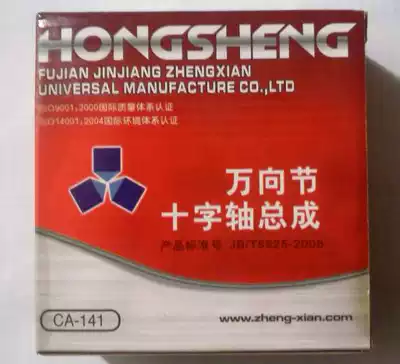 HONGSHENG
FUJIAN JINJIANG ZHENGXIAN
UNIVERSAL MANUFACTURE CO.,LTD
ISO9001:2000国际质量体系认证
ISO14001:2004国际环境体系认证
万向节
十字轴总成
产品标准号 JB/T8925-2008
CA-141
www.zheng-xian.com